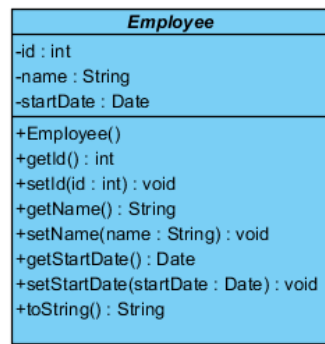 Employee
-id : int
-name : String
-startDate : Date
+Employee()
+getId() : int
+setId(id : int) : void
+getName() : String
+setName(name : String) : void
+getStartDate() : Date
+setStartDate(startDate : Date) : void
+toString() : String